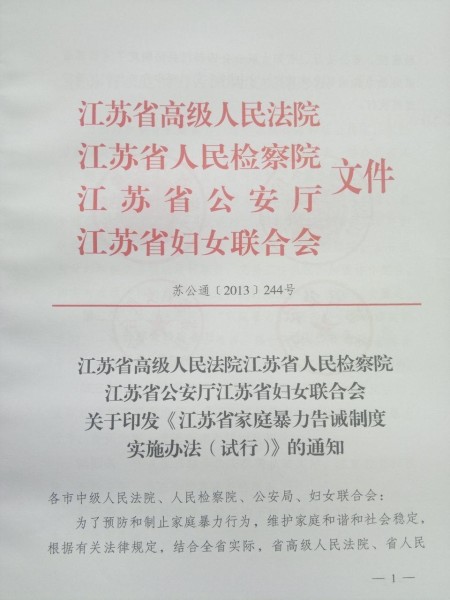 江苏省高级人民法院
江苏省人民检察院
江苏省公安厅
江苏省妇女联合会
文件
苏公通〔2013〕244号
江苏省高级人民法院江苏省人民检察院
江苏省公安厅江苏省妇女联合会
关于印发《江苏省家庭暴力告诫制度
实施办法（试行）》的通知
各市中级人民法院、人民检察院、公安局、妇女联合会：
为了预防和制止家庭暴力行为，维护家庭和谐和社会稳定，
根据有关法律规定，结合全省实际，省高级人民法院、省人民
— 1 —